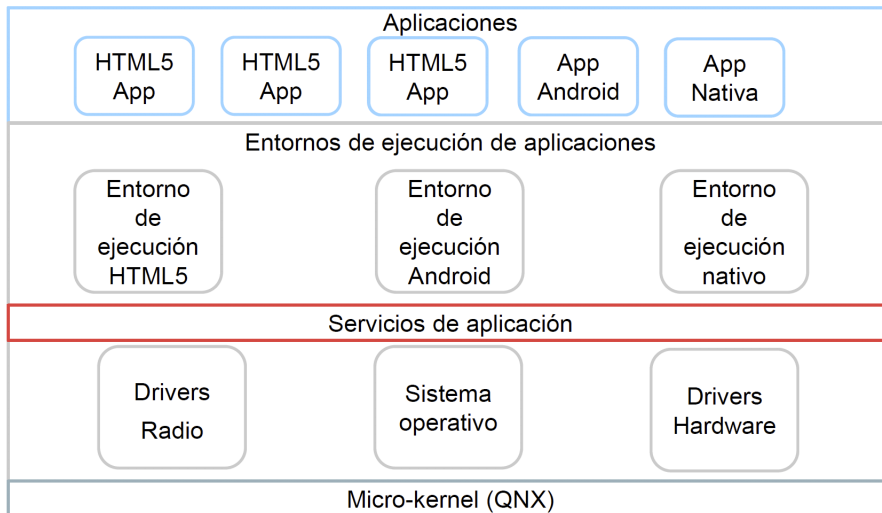 Aplicaciones
HTML5
App
HTML5
App
HTML5
App
App
Android
App
Nativa
Entornos de ejecución de aplicaciones
Entorno
de
ejecución
HTML5
Entorno
de
ejecución
Android
Entorno
de
ejecución
nativo
Servicios de aplicación
Drivers
Radio
Sistema
operativo
Drivers
Hardware
Micro-kernel (QNX)